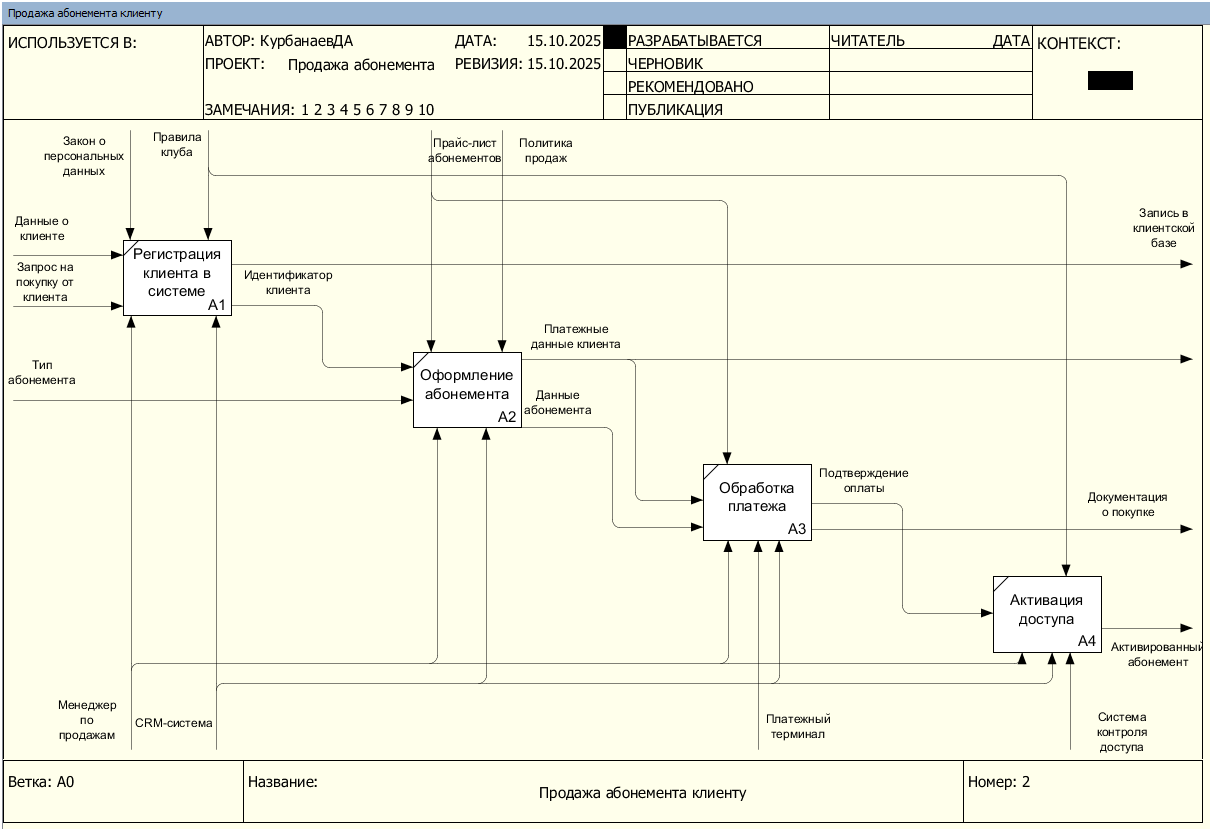 Продажа абонемента клиенту
ИСПОЛЬЗУЕТСЯ В:
АВТОР: КурбанаевДА
ДАТА: 15.10.2025
ПРОЕКТ: Продажа абонемента
РЕВИЗИЯ: 15.10.2025
ЗАМЕЧАНИЯ: 1 2 3 4 5 6 7 8 9 10
РАЗРАБАТЫВАЕТСЯ
ЧЕРНОВИК
РЕКОМЕНДОВАНО
ПУБЛИКАЦИЯ
ЧИТАТЕЛЬ
ДАТА
КОНТЕКСТ:
Закон о
персональных
данных
Правила
клуба
Прайс-лист
абонементов
Политика
продаж
Данные о
клиенте
Запрос на
покупку от
клиента
Регистрация
клиента в
системе
A1
Идентификатор
клиента
Запись в
клиентской
базе
Тип
абонемента
Оформление
абонемента
A2
Платежные
данные клиента
Данные
абонемента
Обработка
платежа
A3
Подтверждение
оплаты
Документация
о покупке
Активация
доступа
A4
Активированный
абонемент
Менеджер
по
продажам
CRM-система
Платежный
терминал
Система
контроля
доступа
Ветка: A0
Название:
Продажа абонемента клиенту
Номер: 2